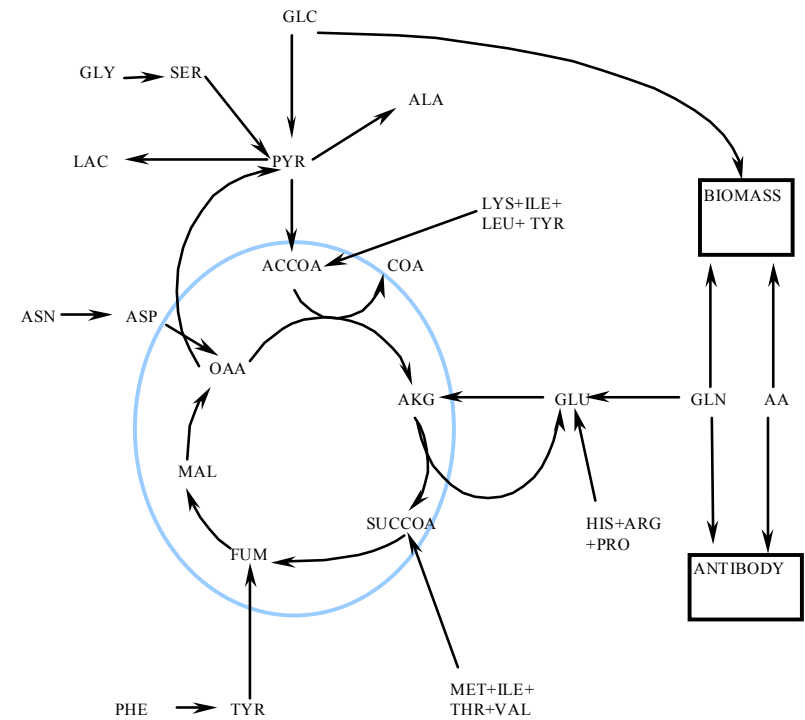 GLC
GLY
SER
ALA
LAC
PYR
BIOMASS
LYS+ILE+
LEU+ TYR
ACCOA
COA
ASN
ASP
OAA
AKG
GLU
GLN
AA
MAL
SUCCOA
HIS+ARG
+PRO
FUM
ANTIBODY
MET+ILE+
THR+VAL
PHE
TYR